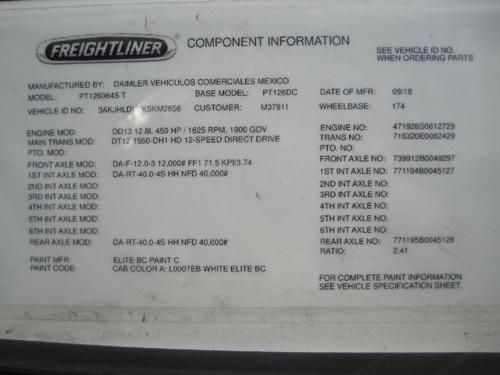 FREIGHTLINER
COMPONENT INFORMATION
SEE VEHICLE ID NO.
WHEN ORDERING PARTS
MANUFACTURED BY: DAIMLER VEHICULOS COMERCIALES MEXICO
MODEL: PT126064S T BASE MODEL: PT126DC DATE OF MFR: 09/18
VEHICLE ID NO: CUSTOMER: M37911 WHEELBASE: 174
ENGINE MOD: DD13 12.8L 450 HP / 1625 RPM, 1900 GOV 471928S0612729
MAIN TRANS MOD: DT12 1550-DH1 HD 12-SPEED DIRECT DRIVE TRANS NO: 716320E0062429
PTO. MOD: PTO. NO:
FRONT AXLE MOD: DA-F-12.0-3 12,000# FF1 71.5 KPI/3.74 739912B0049297
1ST INT AXLE MOD: DA-RT-40.0-4S HH NFD 40,000# 1ST INT AXLE NO: 771194B0045127
2ND INT AXLE MOD: 2ND INT AXLE NO:
3RD INT AXLE MOD: 3RD INT AXLE NO:
4TH INT AXLE MOD: 4TH INT AXLE NO:
5TH INT AXLE MOD: 5TH INT AXLE NO:
6TH INT AXLE MOD: 6TH INT AXLE NO:
REAR AXLE MOD: DA-RT-40.0-4S HH NFD 40,000# REAR AXLE NO: 771195B0045128
RATIO: 2.41
PAINT MFR: ELITE BC PAINT C
PAINT CODE: CAB COLOR A: L0007EB WHITE ELITE BC
FOR COMPLETE PAINT INFORMATION
SEE VEHICLE SPECIFICATION SHEET.